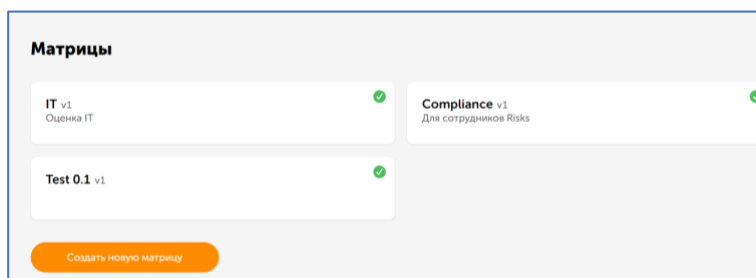 Матрицы
IT v1
Оценка IT
Compliance v1
Для сотрудников Risks
Test 0.1 v1
Создать новую матрицу